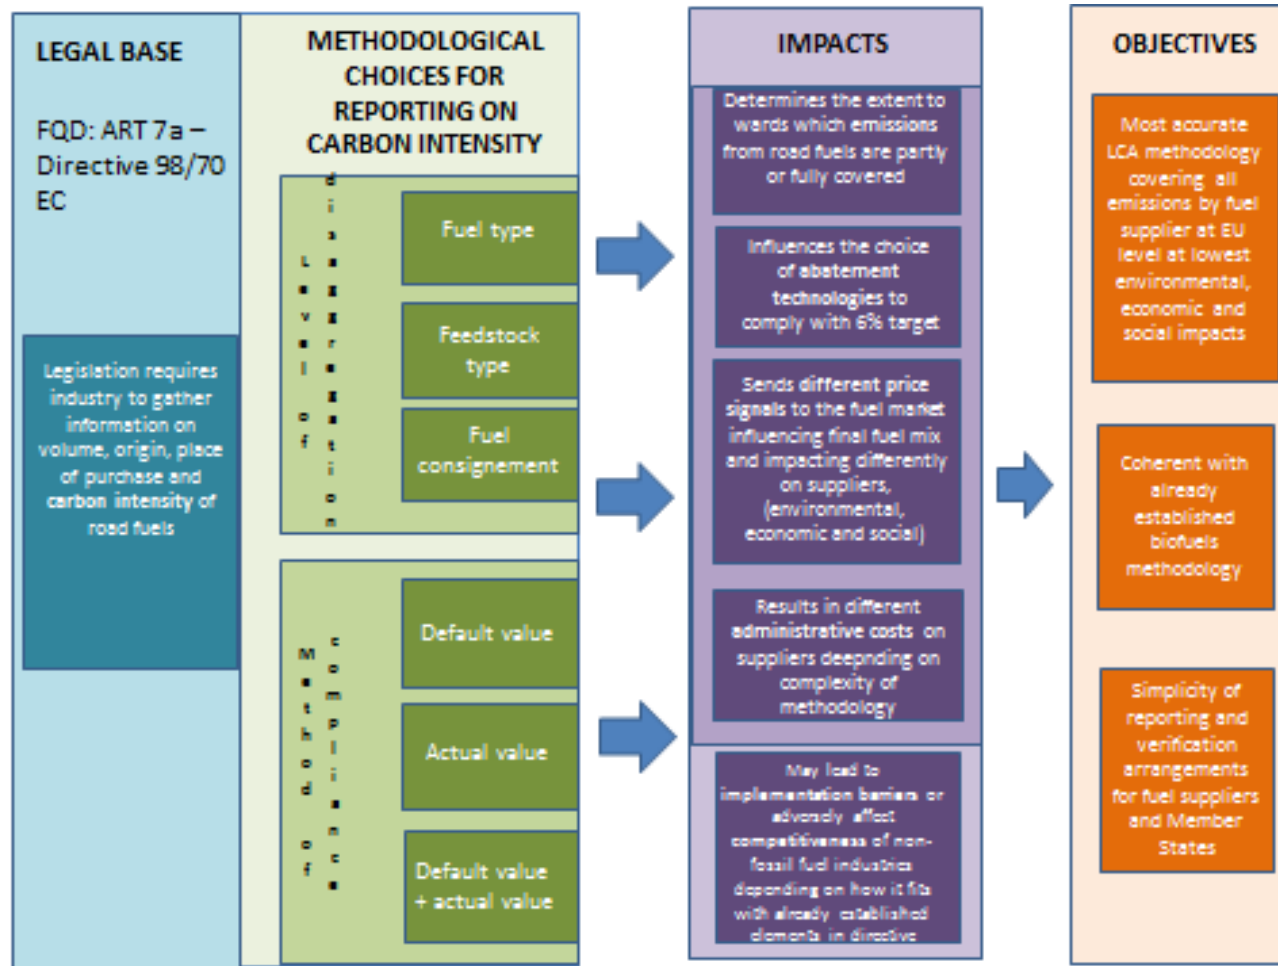 LEGAL BASE
FQD: ART 7a –
Directive 98/70
EC
Legislation requires
industry to gather
information on
volume, origin, place
of purchase and
carbon intensity of
road fuels
METHODOLOGICAL
CHOICES FOR
REPORTING ON
CARBON INTENSITY
Level of
disaggregation
Fuel type
Feedstock
type
Fuel
consignement
Method of
compliance
Default value
Actual value
Default value
+ actual value
IMPACTS
Determines the extent to
wards which emissions
from road fuels are partly
or fully covered
Influences the choice
of abatement
technologies to
comply with 6% target
Sends different price
signals to the fuel market
influencing final fuel mix
and impacting differently
on suppliers,
(environmental,
economic and social)
Results in different
administrative costs on
suppliers deepnding on
complexity of
methodology
May lead to
implementation barriers or
adversely affect
competitiveness of non-
fossil fuel industries
depending on how it fits
with already established
elements in directive
OBJECTIVES
Most accurate
LCA methodology
covering all
emissions by fuel
supplier at EU
level at lowest
environmental,
economic and
social impacts
Coherent with
already
established
biofuels
methodology
Simplicity of
reporting and
verification
arrangements
for fuel suppliers
and Member
States